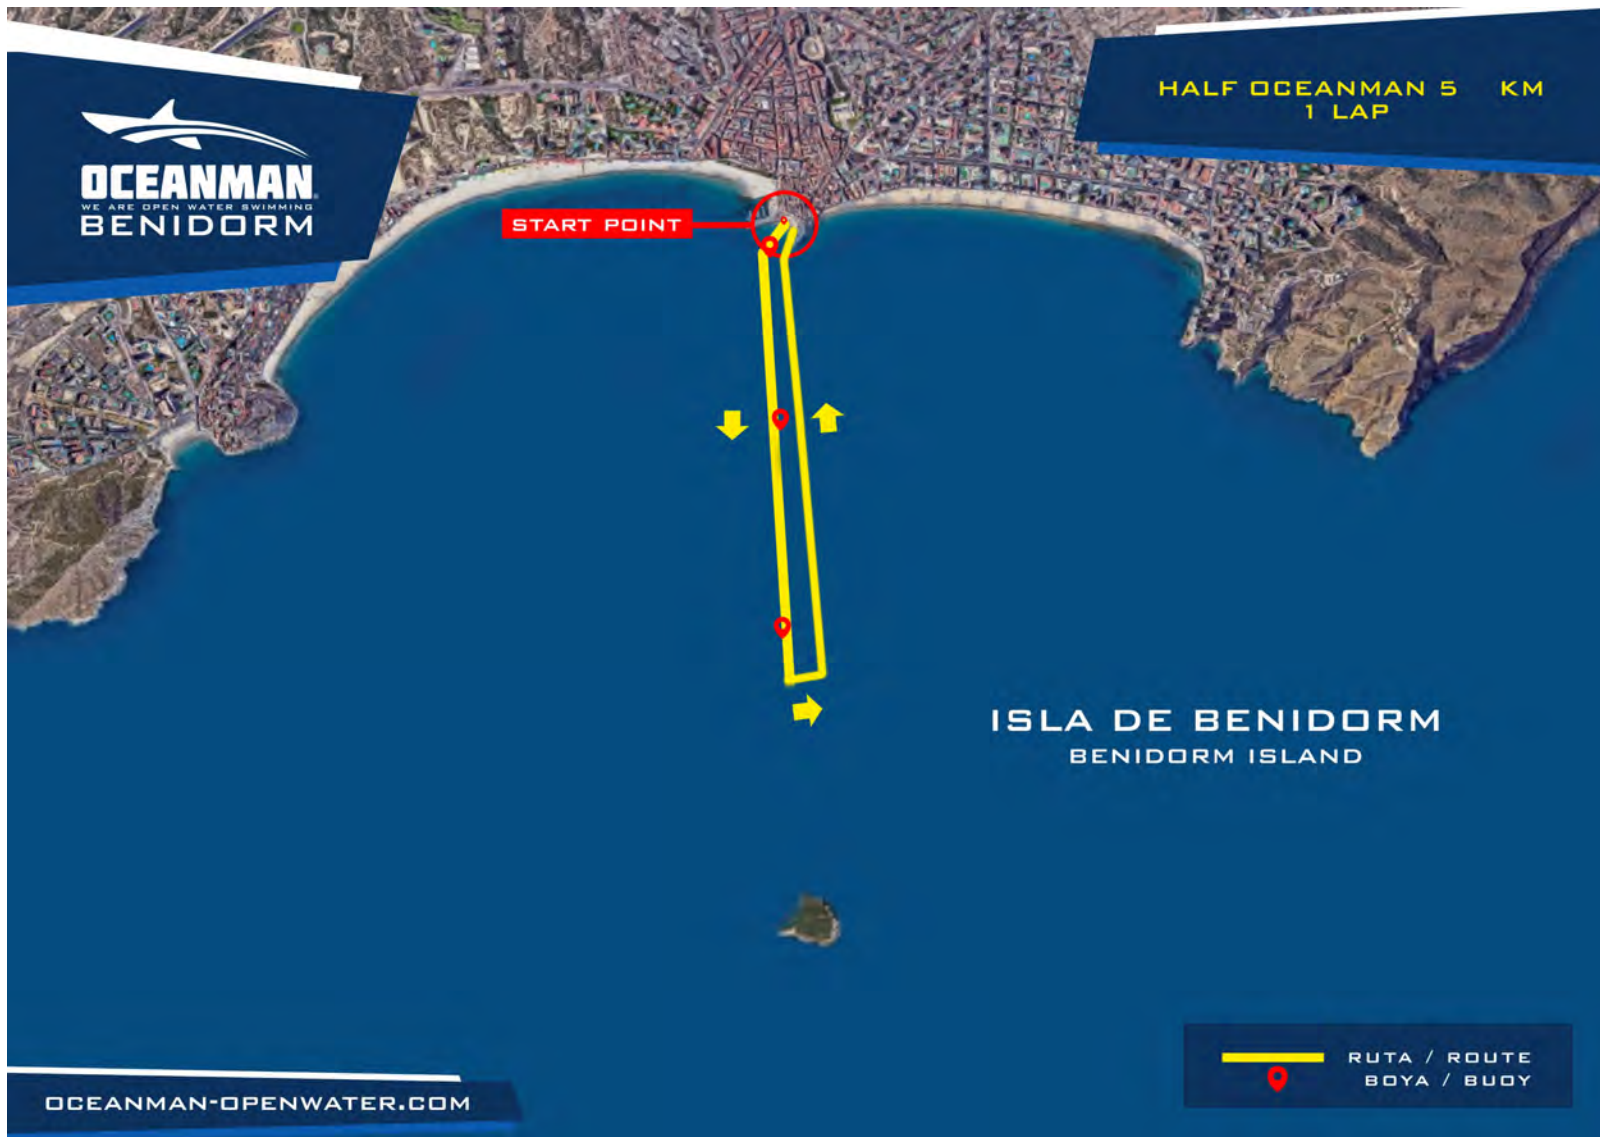 OCEANMAN
WE ARE OPEN WATER SWIMMING
BENIDORM
HALF OCEANMAN 5 KM
1 LAP
START POINT
ISLA DE BENIDORM
BENIDORM ISLAND
RUTA / ROUTE
BOYA / BUOY
OCEANMAN-OPENWATER.COM